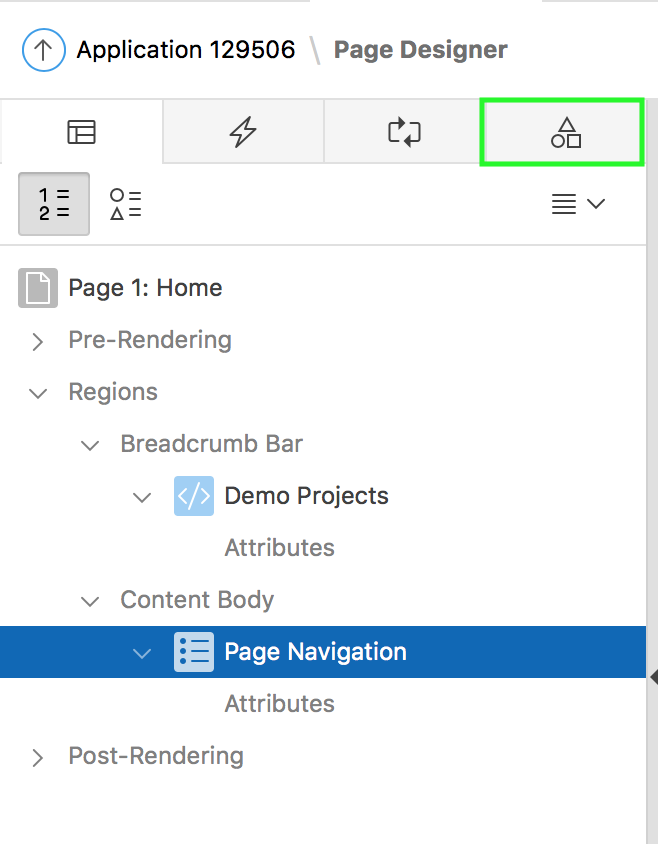 Application 129506 \ Page Designer
1
2
Page 1: Home
Pre-Rendering
Regions
Breadcrumb Bar
</> Demo Projects
Attributes
Content Body
Page Navigation
Attributes
Post-Rendering